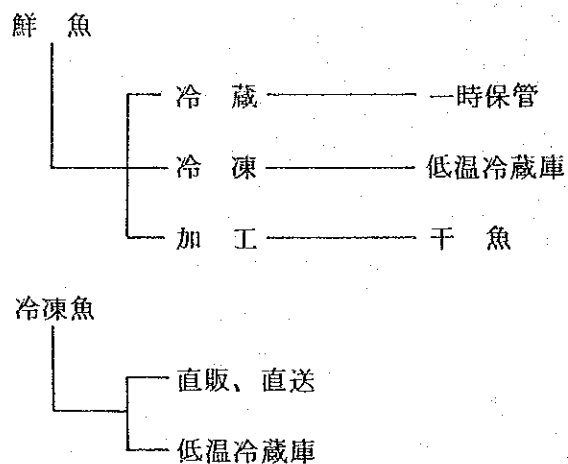 鮮 魚
冷 蔵 一時保管
冷 凍 低温冷蔵庫
加 工 干 魚
冷凍魚
直販、直送
低温冷蔵庫